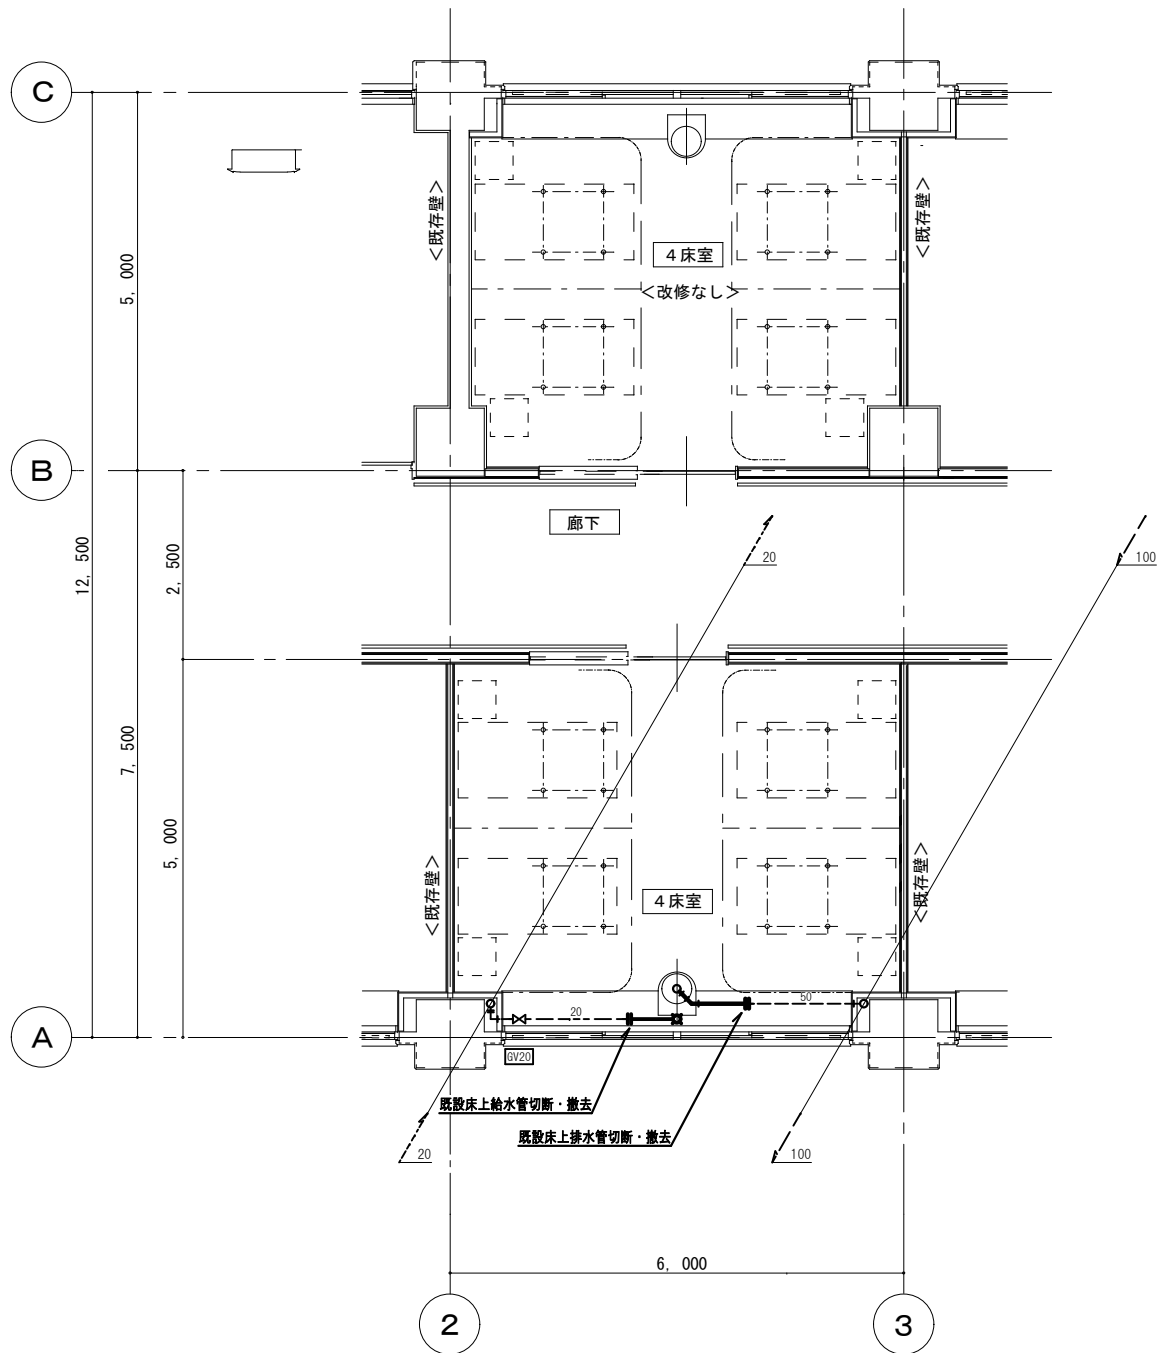 C
<既存壁>
<既存壁>
4床室
<改修なし>
5,000
B
廊下
20
100
12,500
2,500
7,500
5,000
<既存壁>
<既存壁>
4床室
20
50
A
GV20
既設床上給水管切断・撤去
既設床上排水管切断・撤去
20
100
6,000
2
3